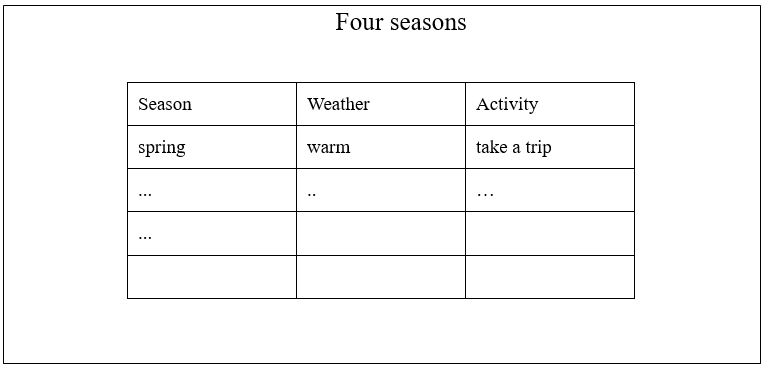 Four seasons
Season Weather Activity
spring warm take a trip
... .. …
...